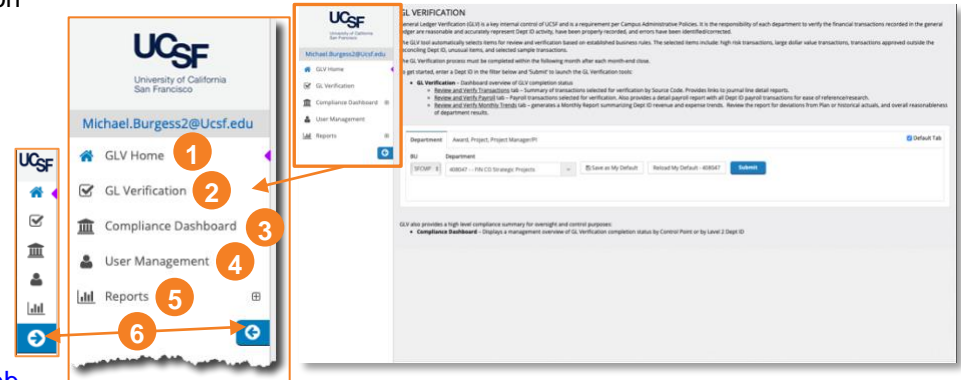 on
UCSF
University of California
San Francisco
Michael.Burgess2@Ucsf.edu
GLV Home
1
GL Verification
2
Compliance Dashboard
3
User Management
4
Reports
5
6
UCSF
UCSF
University of California
San Francisco
Michael.Burgess2@Ucsf.edu
GLV Home
GL Verification
Compliance Dashboard
User Management
Reports
GL VERIFICATION
General Ledger Verification (GLV) is a key internal control of UCSF and is a requirement per Campus Administrative Policies. It is the responsibility of each department to verify the financial transactions recorded in the general
ledger are reasonable and accurately represent Dept ID activity, have been properly recorded, and errors have been identified/corrected.
The GLV tool automatically selects items for review and verification based on established business rules. The selected items include: high risk transactions, large dollar value transactions, transactions approved outside the
reconciling Dept ID, unusual items, and selected sample transactions.
The GL Verification process must be completed within the following month after each month-end close.
To get started, enter a Dept ID in the filter below and 'Submit' to launch the GL Verification tools:
• GL Verification – Dashboard overview of GLV completion status
Review and Verify Transactions tab – Summary of transactions selected for verification by Source Code. Provides links to journal line detail reports.
Review and Verify Payroll tab – Payroll transactions selected for verification. Also provides a detail payroll report with all Dept ID payroll transactions for ease of reference/research.
Review and Verify Monthly Trends tab – generates a Monthly Report summarizing Dept ID revenue and expense trends. Review the report for deviations from Plan or historical actuals, and overall reasonableness
of department results.
Department Award, Project, Project Manager/PI Default Tab
BU Department
SFCMP 408047 - - FIN CO Strategic Projects Save as My Default Reload My Default - 408047 Submit
GLV also provides a high level compliance summary for oversight and control purposes:
• Compliance Dashboard – Displays a management overview of GL Verification completion status by Control Point or by Level 2 Dept ID